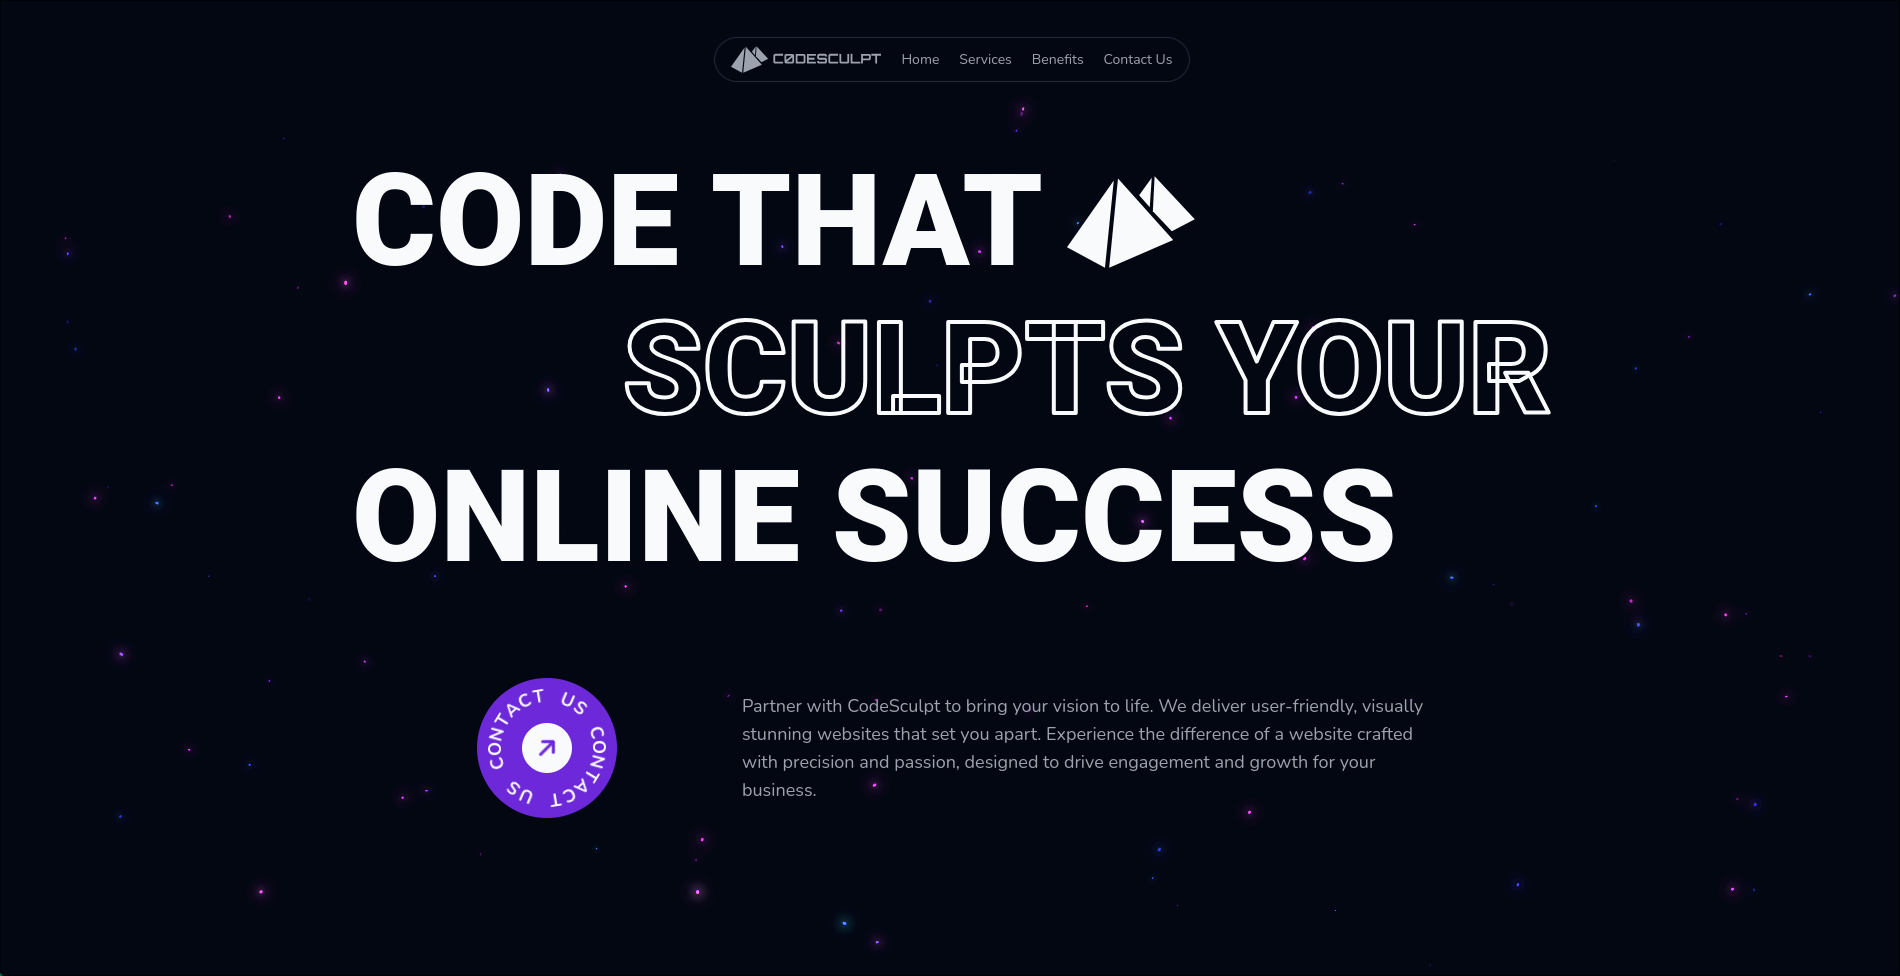 CØDESCULPT Home Services Benefits Contact Us
CODE THAT
SCULPTS YOUR
ONLINE SUCCESS
CONTACT US CONTACT US
Partner with CodeSculpt to bring your vision to life. We deliver user-friendly, visually
stunning websites that set you apart. Experience the difference of a website crafted
with precision and passion, designed to drive engagement and growth for your
business.